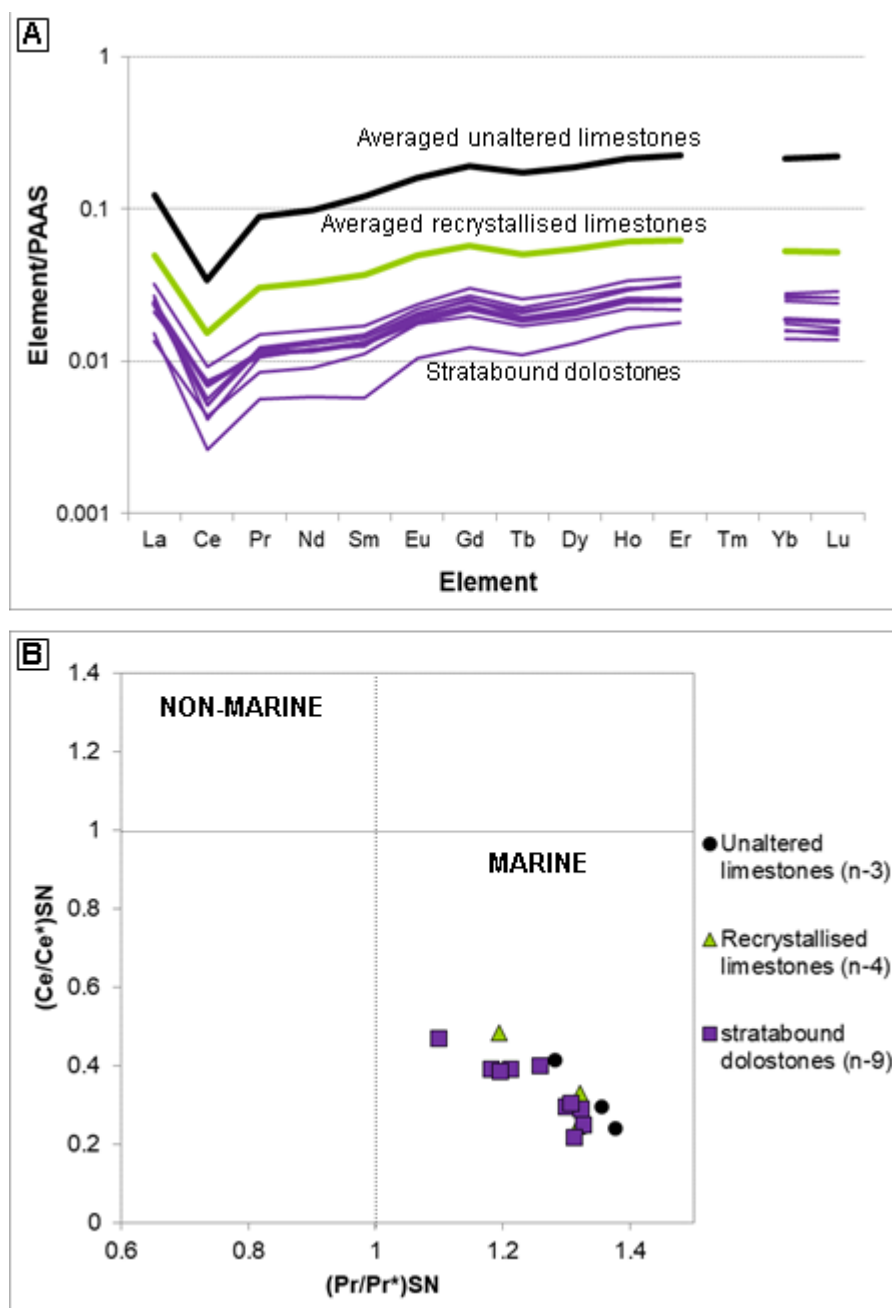 A
1
Averaged unaltered limestones
0.1
Averaged recrystallised limestones
0.01
Stratabound dolostones
0.001
Element/PAAS
La Ce Pr Nd Sm Eu Gd Tb Dy Ho Er Tm Yb Lu
Element
B
1.4
NON-MARINE
1.2
1
MARINE
0.8
0.6
0.4
0.2
0
(Ce/Ce*)SN
0.6 0.8 1 1.2 1.4
(Pr/Pr*)SN
Unaltered
limestones (n-3)
Recrystallised
limestones (n-4)
stratabound
dolostones (n-9)